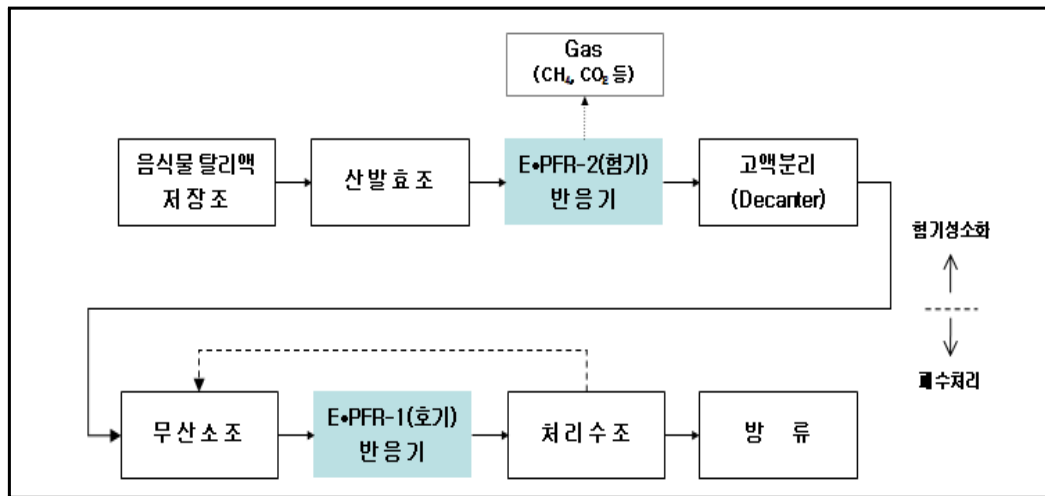 Gas
(CH₄, CO₂ 등)
음식물 탈리액
저장조
산발효조
E•PFR-2(혐기)
반응기
고액분리
(Decanter)
혐기성소화
폐수처리
무산소조
E•PFR-1(호기)
반응기
처리수조
방 류